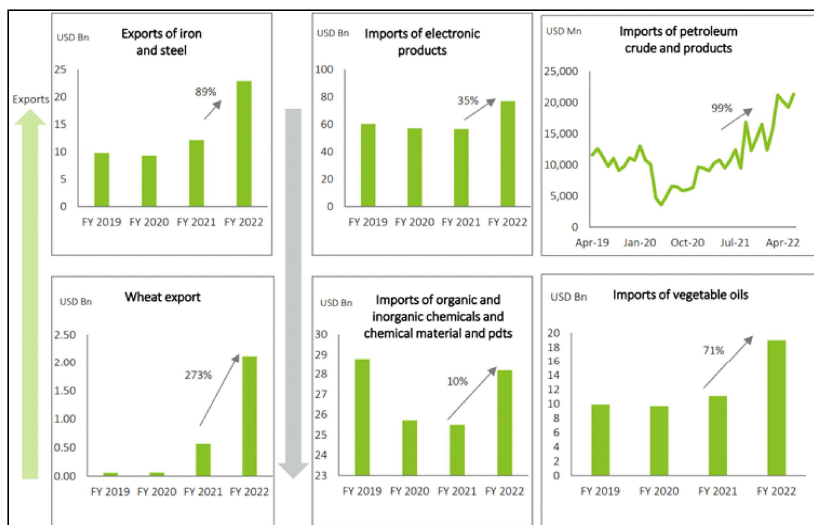 Exports
Exports of iron
and steel
USD Bn
25
20
15
10
5
0
89%
FY 2019 FY 2020 FY 2021 FY 2022
Imports of electronic
products
USD Bn
100
80
60
40
20
0
35%
FY 2019 FY 2020 FY 2021 FY 2022
Imports of petroleum
crude and products
USD Mn
25,000
20,000
15,000
10,000
5,000
0
99%
Apr-19 Jan-20 Oct-20 Jul-21 Apr-22
Wheat export
USD Bn
2.50
2.00
1.50
1.00
0.50
0.00
273%
FY 2019 FY 2020 FY 2021 FY 2022
Imports of organic and
inorganic chemicals and
chemical material and pdts
USD Bn
30
29
28
27
26
25
24
23
10%
FY 2019 FY 2020 FY 2021 FY 2022
Imports of vegetable oils
USD Bn
20
18
16
14
12
10
8
6
4
2
0
71%
FY 2019 FY 2020 FY 2021 FY 2022